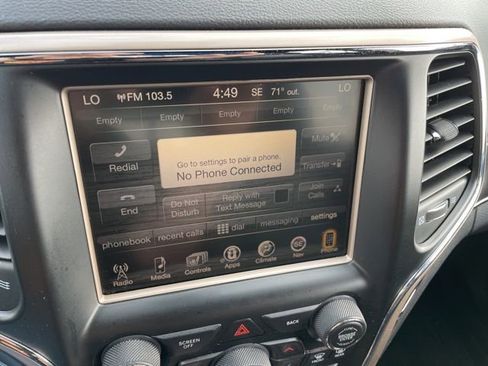 LO FM 103.5 4:49 SE 71° out. LO
Empty Empty Empty Empty Empty
Redial
Go to settings to pair a phone.
No Phone Connected
Mute
Transfer
End
Do Not
Disturb
Reply with
Text Message
Join
Calls
phonebook recent calls dial messaging settings
Radio Media Controls Apps Climate SE Nav Phone
SCREEN
OFF
BACK